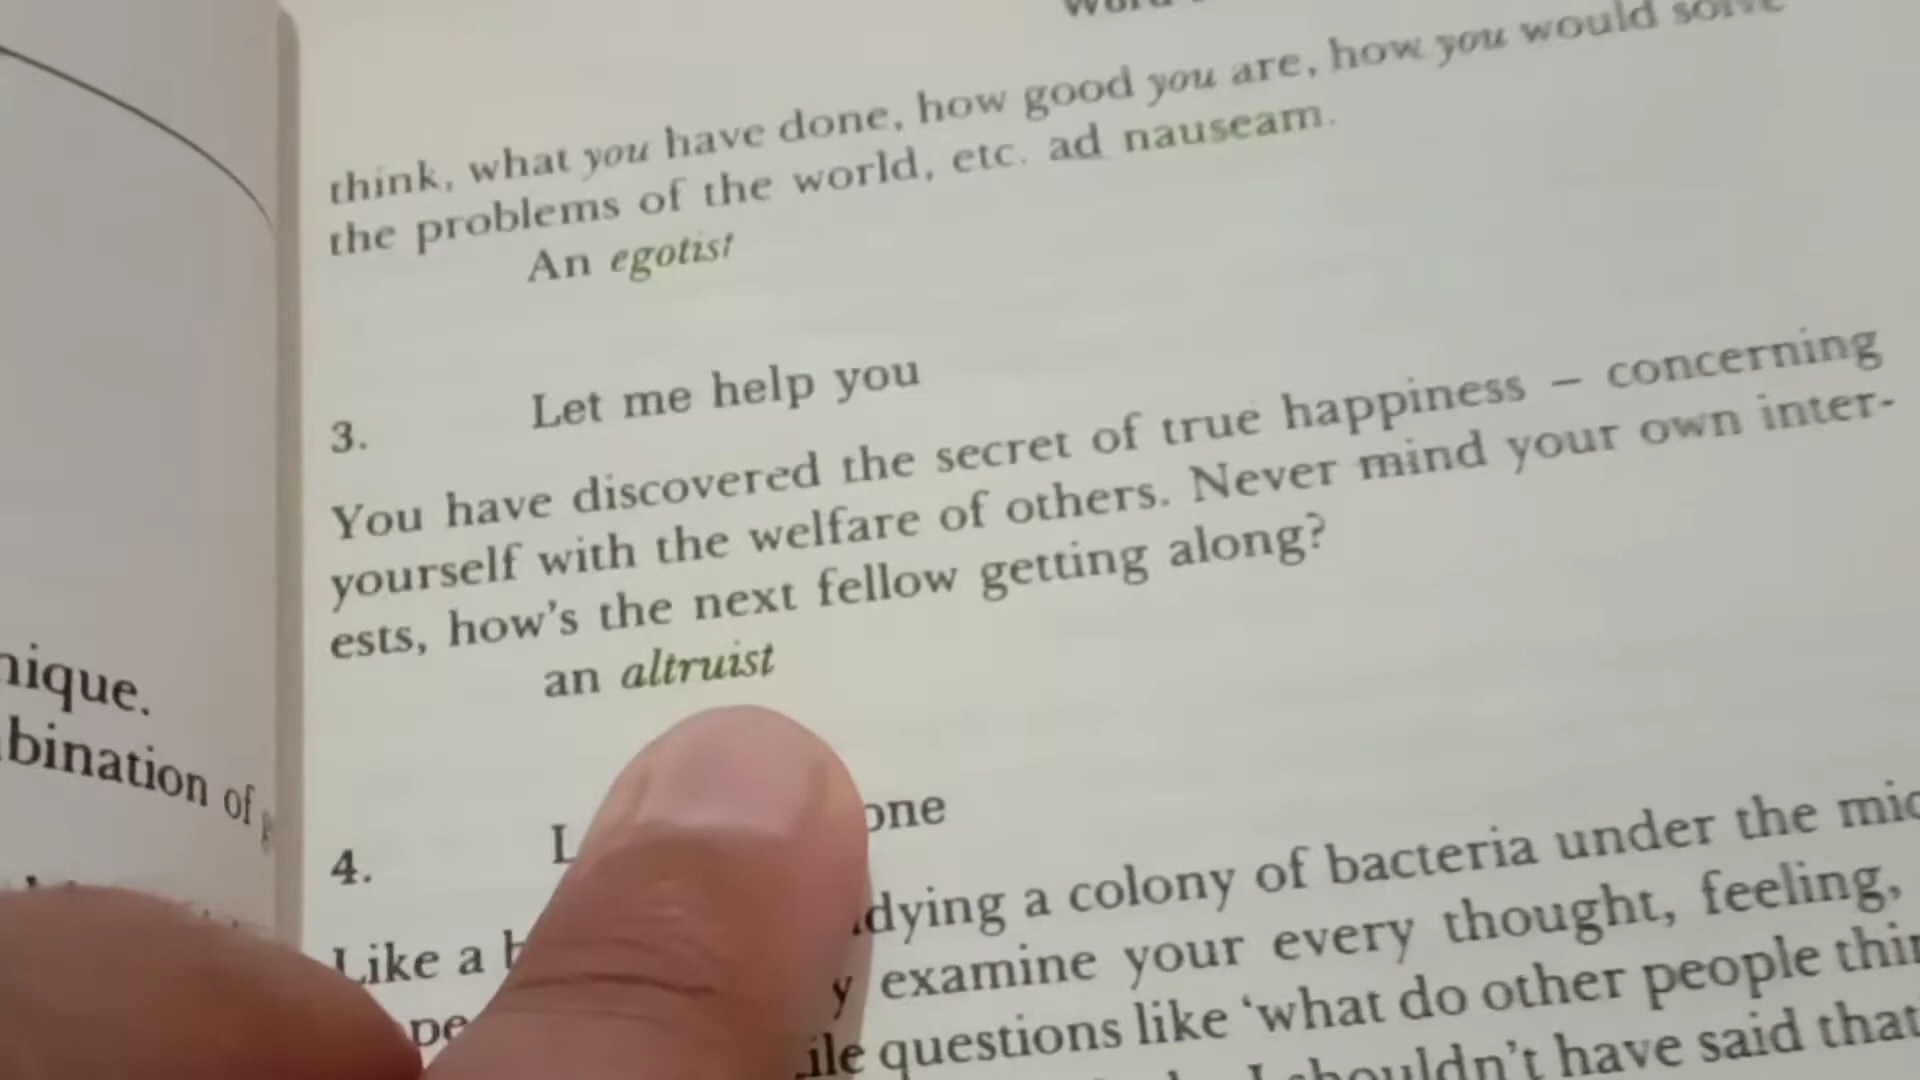 think, what you have done, how good you are, how you would solve
the problems of the world, etc. ad nauseam.
An egotist
3. Let me help you
You have discovered the secret of true happiness – concerning
yourself with the welfare of others. Never mind your own inter-
ests, how's the next fellow getting along?
an altruist
4. one
Like a dying a colony of bacteria under the
examine your every thought, feeling,
questions like ‘what do other people
shouldn't have said that
nique.
bination of